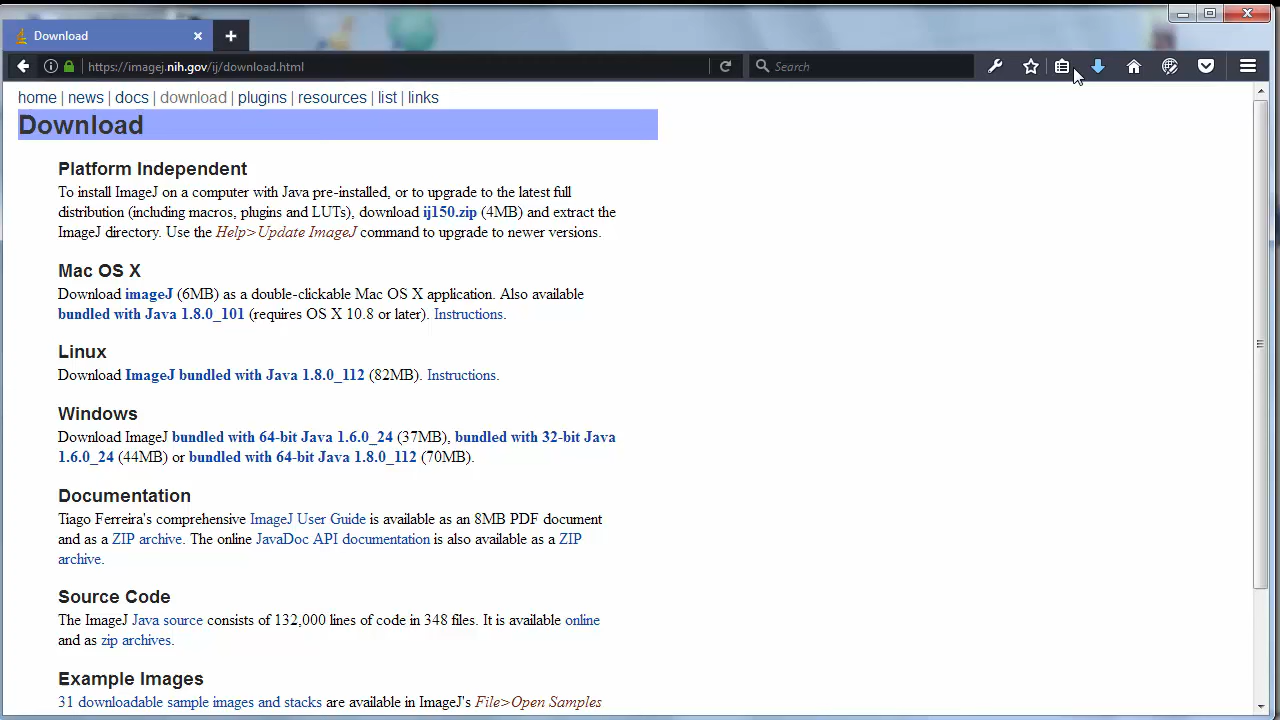 Download
https://imagej.nih.gov/ij/download.html
Search
home | news | docs | download | plugins | resources | list | links
Download
Platform Independent
To install ImageJ on a computer with Java pre-installed, or to upgrade to the latest full
distribution (including macros, plugins and LUTs), download ij150.zip (4MB) and extract the
ImageJ directory. Use the Help>Update ImageJ command to upgrade to newer versions.
Mac OS X
Download imageJ (6MB) as a double-clickable Mac OS X application. Also available
bundled with Java 1.8.0_101 (requires OS X 10.8 or later). Instructions.
Linux
Download ImageJ bundled with Java 1.8.0_112 (82MB). Instructions.
Windows
Download ImageJ bundled with 64-bit Java 1.6.0_24 (37MB), bundled with 32-bit Java
1.6.0_24 (44MB) or bundled with 64-bit Java 1.8.0_112 (70MB).
Documentation
Tiago Ferreira's comprehensive ImageJ User Guide is available as an 8MB PDF document
and as a ZIP archive. The online JavaDoc API documentation is also available as a ZIP
archive.
Source Code
The ImageJ Java source consists of 132,000 lines of code in 348 files. It is available online
and as zip archives.
Example Images
31 downloadable sample images and stacks are available in ImageJ's File>Open Samples